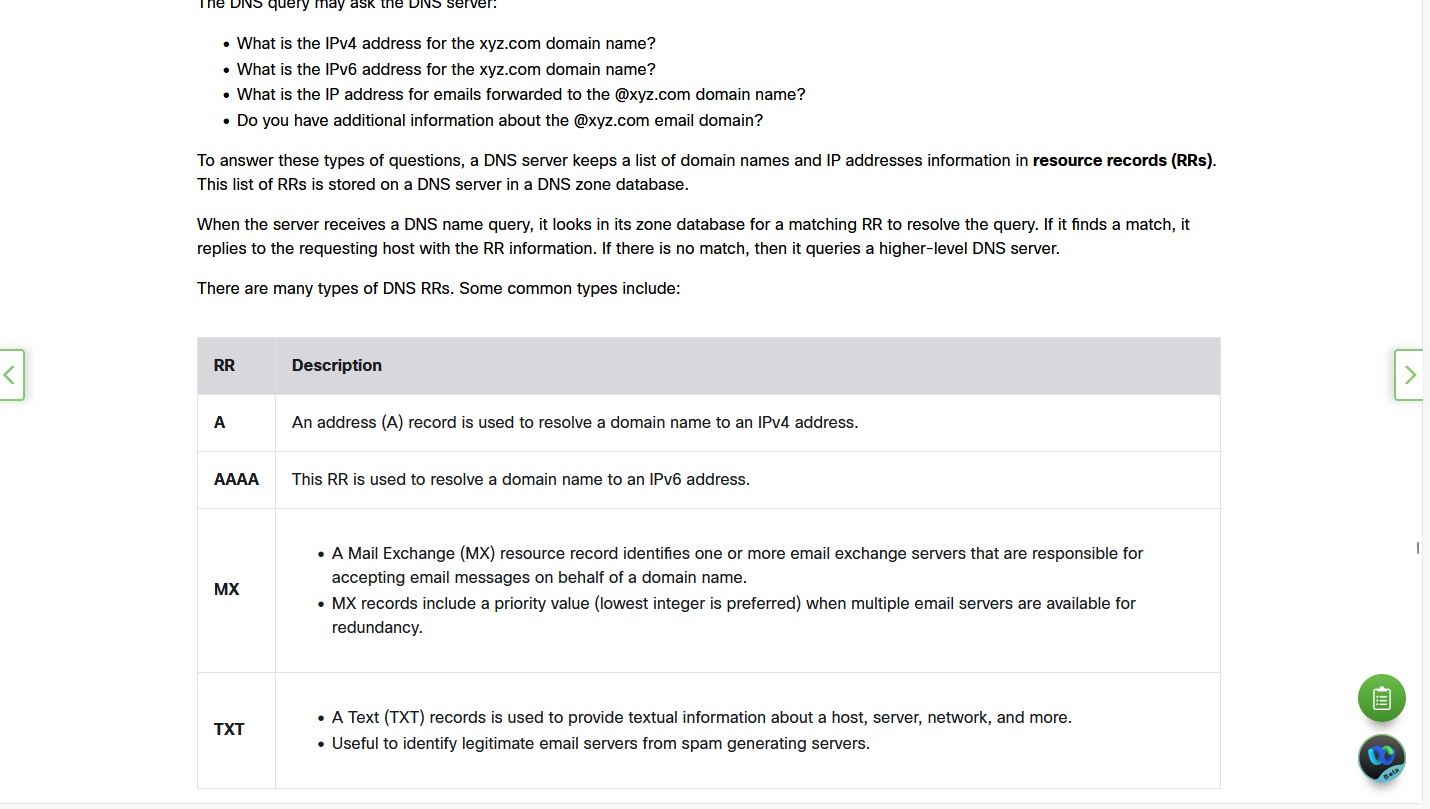 The DNS query may ask the DNS server:
• What is the IPv4 address for the xyz.com domain name?
• What is the IPv6 address for the xyz.com domain name?
• What is the IP address for emails forwarded to the @xyz.com domain name?
• Do you have additional information about the @xyz.com email domain?
To answer these types of questions, a DNS server keeps a list of domain names and IP addresses information in resource records (RRs).
This list of RRs is stored on a DNS server in a DNS zone database.
When the server receives a DNS name query, it looks in its zone database for a matching RR to resolve the query. If it finds a match, it
replies to the requesting host with the RR information. If there is no match, then it queries a higher-level DNS server.
There are many types of DNS RRs. Some common types include:
RR Description
A An address (A) record is used to resolve a domain name to an IPv4 address.
AAAA This RR is used to resolve a domain name to an IPv6 address.
MX
• A Mail Exchange (MX) resource record identifies one or more email exchange servers that are responsible for
accepting email messages on behalf of a domain name.
• MX records include a priority value (lowest integer is preferred) when multiple email servers are available for
redundancy.
TXT
• A Text (TXT) records is used to provide textual information about a host, server, network, and more.
• Useful to identify legitimate email servers from spam generating servers.
Beta